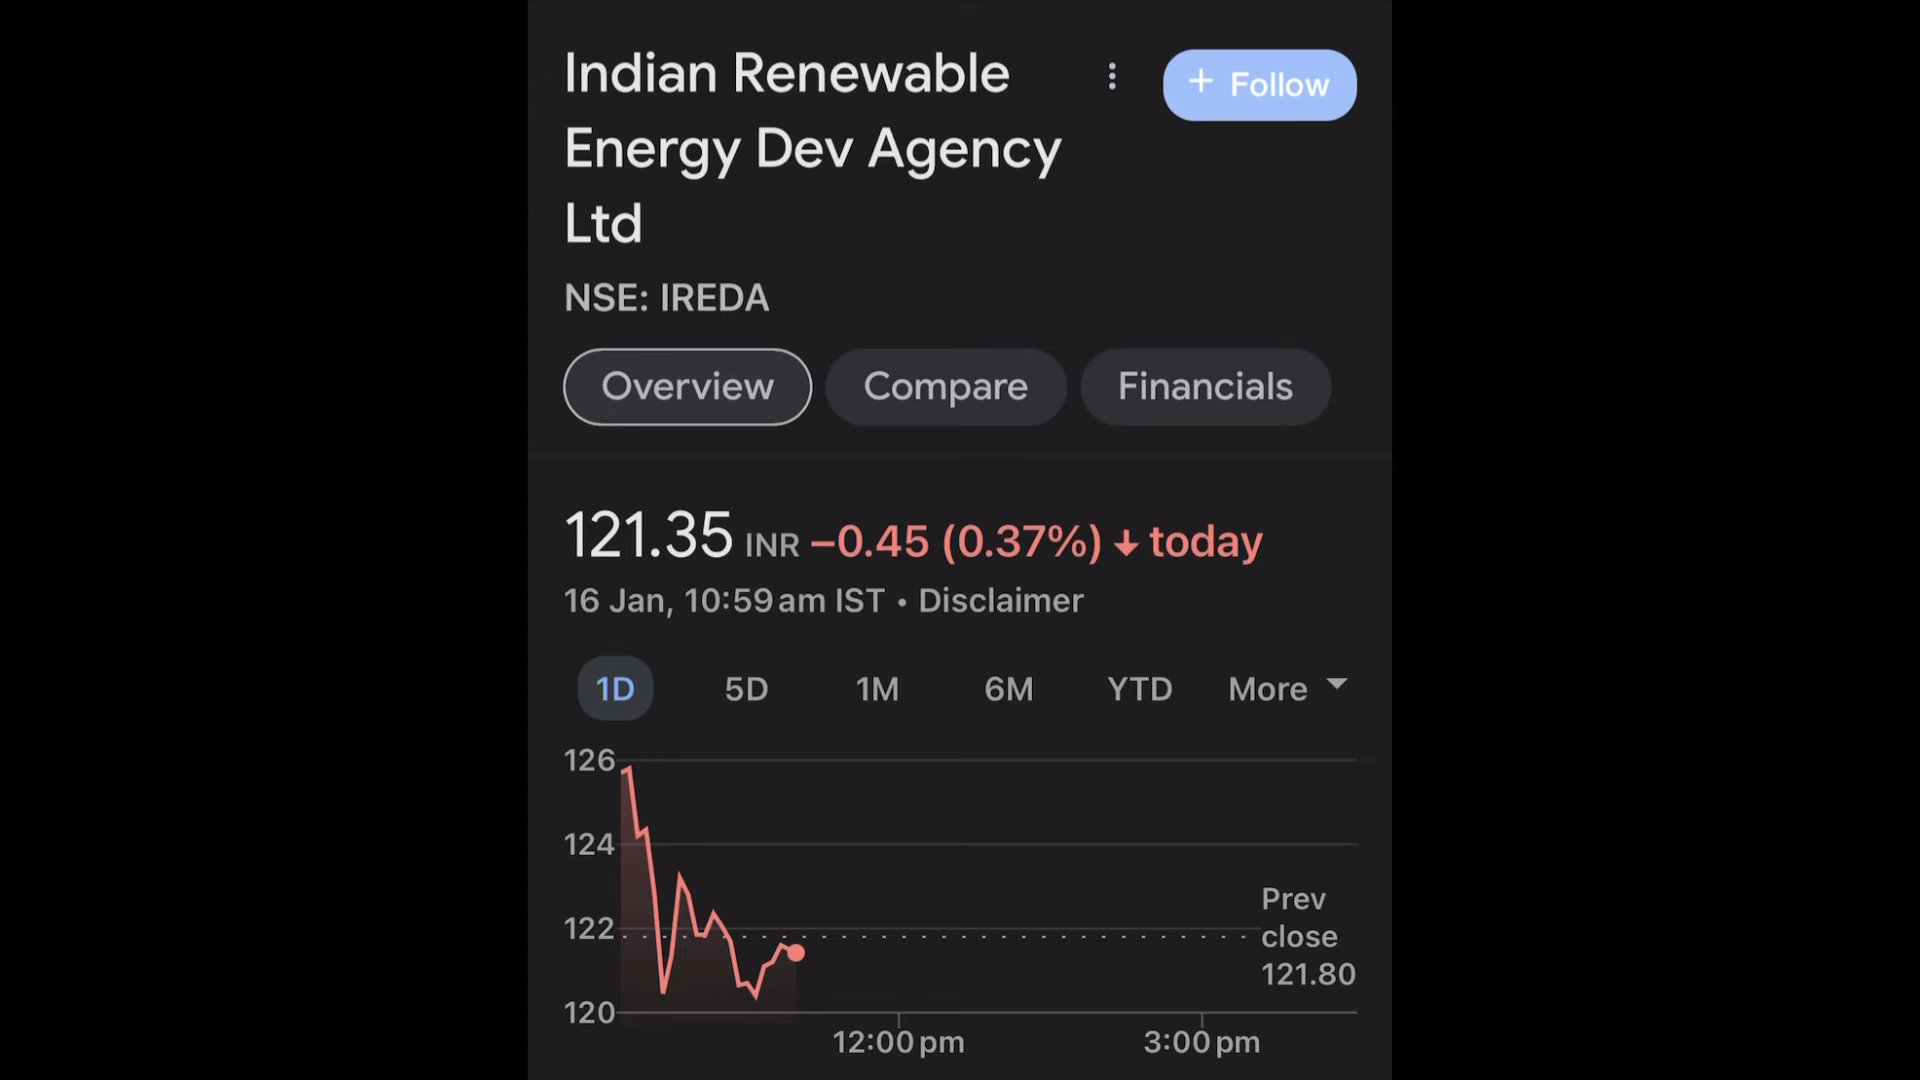 Indian Renewable
Energy Dev Agency
Ltd
+ Follow
NSE: IREDA
Overview Compare Financials
121.35 INR −0.45 (0.37%) ↓ today
16 Jan, 10:59 am IST • Disclaimer
1D 5D 1M 6M YTD More
126
124
122
120
Prev
close
121.80
12:00 pm 3:00 pm